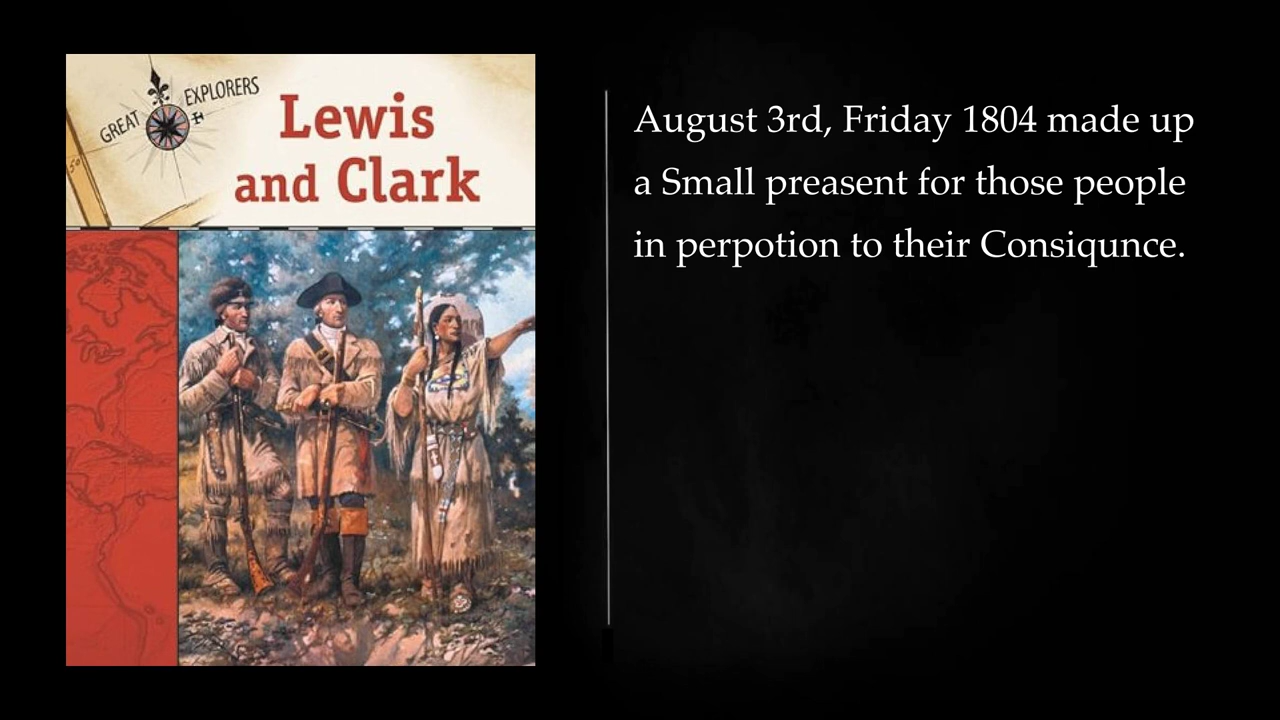 GREAT EXPLORERS
E
Lewis
and Clark
50
August 3rd, Friday 1804 made up
a Small preasent for those people
in perpotion to their Consiqunce.